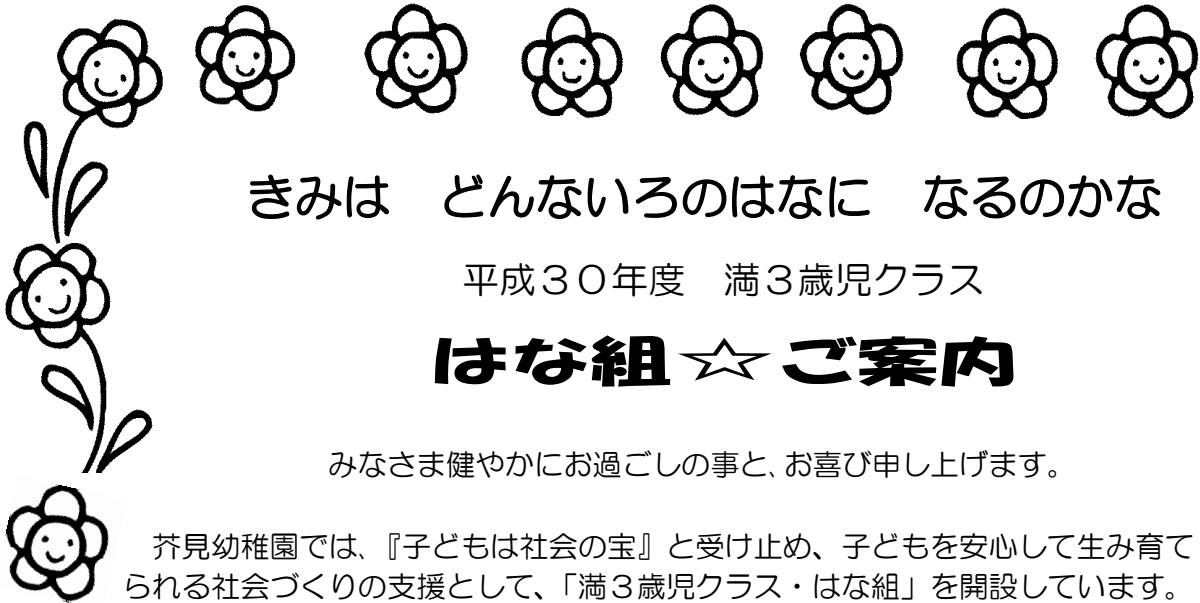 きみは　どんないろのはなに　なるのかな
平成３０年度　満３歳児クラス
はな組☆ご案内
みなさま健やかにお過ごしの事と、お喜び申し上げます。
芥見幼稚園では、『子どもは社会の宝』と受け止め、子どもを安心して生み育て
られる社会づくりの支援として、「満３歳児クラス・はな組」を開設しています。